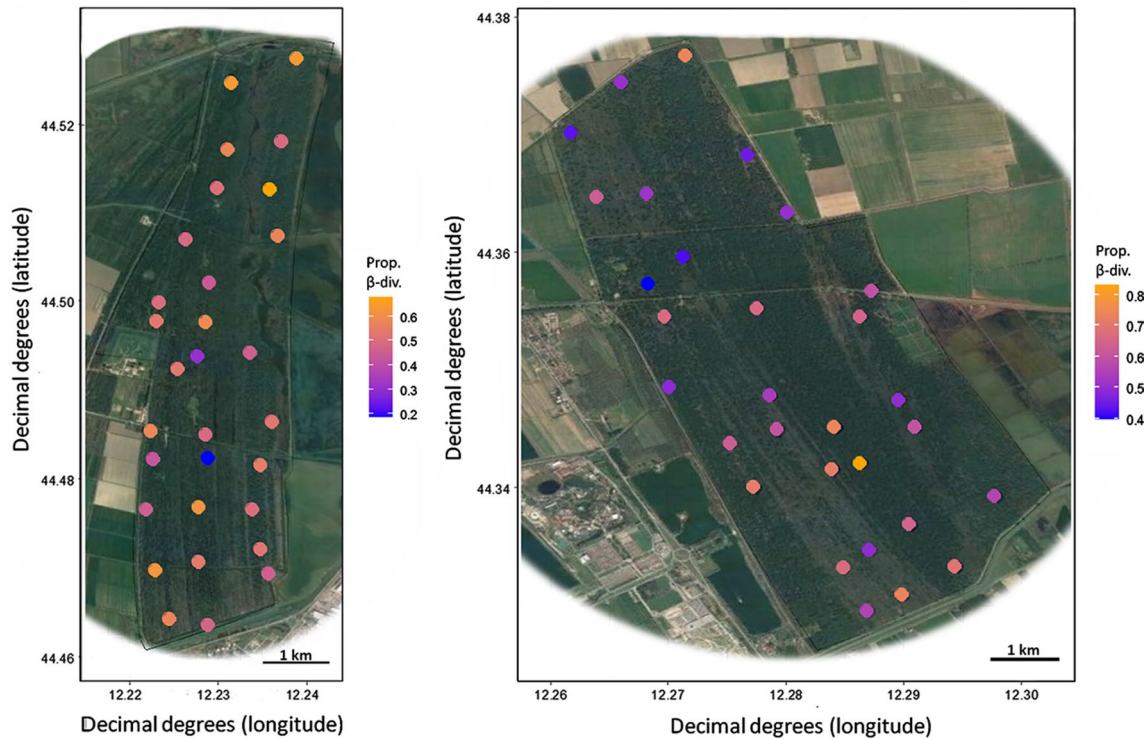 44.52
44.50
44.48
44.46
12.22
12.23
12.24
Decimal degrees (latitude)
Decimal degrees (longitude)
1 km
Prop.
β-div.
0.6
0.5
0.4
0.3
0.2
44.38
44.36
44.34
12.26
12.27
12.28
12.29
12.30
Decimal degrees (latitude)
Decimal degrees (longitude)
1 km
Prop.
β-div.
0.8
0.7
0.6
0.5
0.4